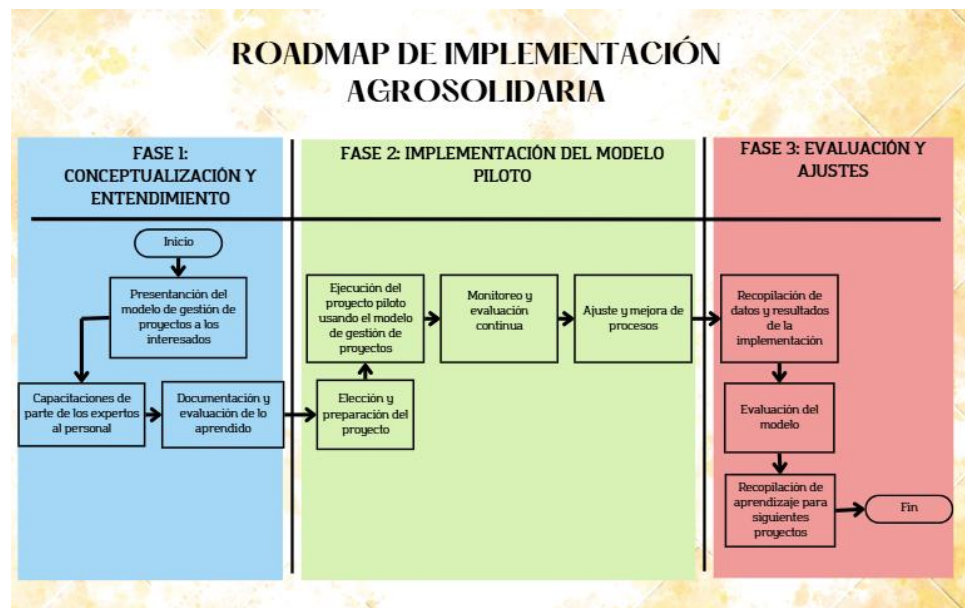 ROADMAP DE IMPLEMENTACIÓN
AGROSOLIDARIA
FASE 1:
CONCEPTUALIZACIÓN Y
ENTENDIMIENTO
Inicio
Presentanción del
modelo de gestión de
proyectos a los
interesados
Capacitaciones de
parte de los expertos
al personal
Documentación y
evaluación de lo
aprendido
FASE 2: IMPLEMENTACIÓN DEL MODELO
PILOTO
Elección y
preparación del
proyecto
Ejecución del
proyecto piloto
usando el modelo
de gestión de
proyectos
Monitoreo y
evaluación
continua
Ajuste y mejora de
procesos
FASE 3: EVALUACIÓN Y
AJUSTES
Recopilación de
datos y resultados
de la
implementación
Evaluación del
modelo
Recopilación de
aprendizaje para
siguientes
proyectos
Fin